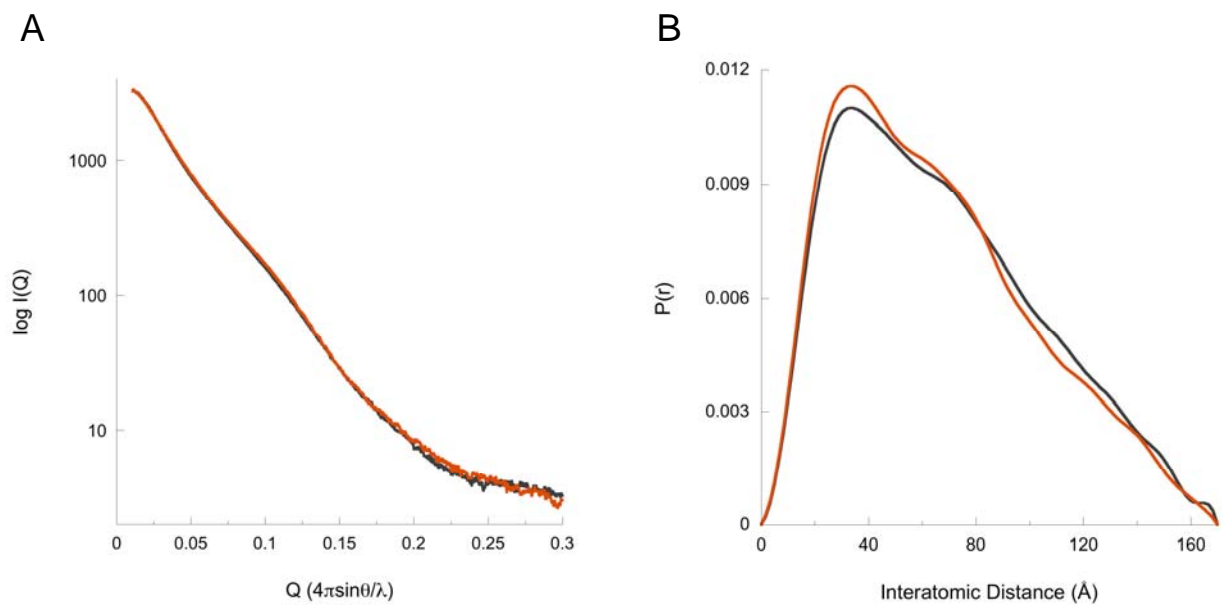 A
log I(Q)
1000
100
10
0 0.05 0.1 0.15 0.2 0.25 0.3
Q (4πsinθ/λ)
B
P(r)
0.012
0.009
0.006
0.003
0
0 40 80 120 160
Interatomic Distance (Å)